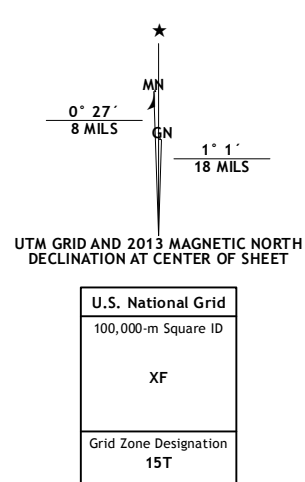 ★
MN
0° 27´
8 MILS
GN
1° 1´
18 MILS
UTM GRID AND 2013 MAGNETIC NORTH
DECLINATION AT CENTER OF SHEET
U.S. National Grid
100,000-m Square ID
XF
Grid Zone Designation
15T